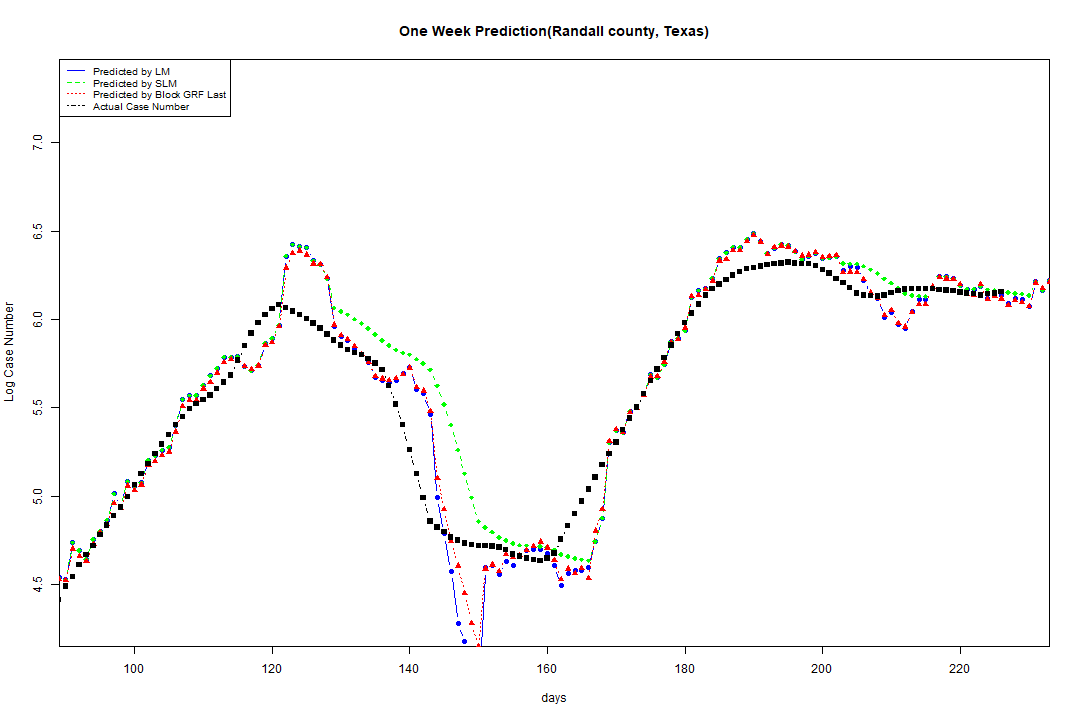 One Week Prediction(Randall county, Texas)
Predicted by LM
Predicted by SLM
Predicted by Block GRF Last
Actual Case Number
Log Case Number
7.0
6.5
6.0
5.5
5.0
4.5
100 120 140 160 180 200 220
days